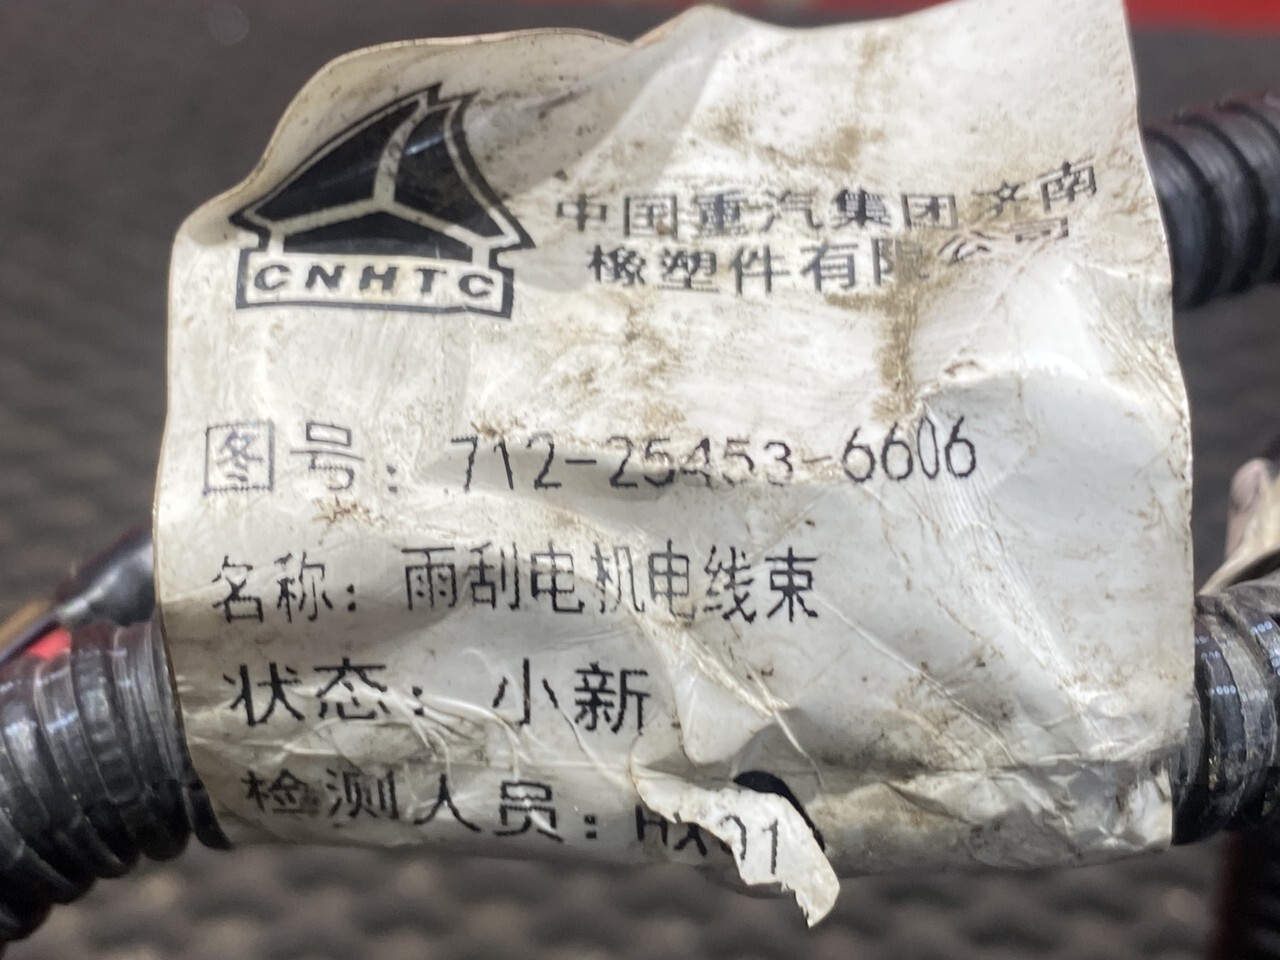 CNHTC
中国重汽集团济南
橡塑件有限公司
图号: 712-25453-6606
名称: 雨刮电机电线束
状态: 小新
检测人员: HX01